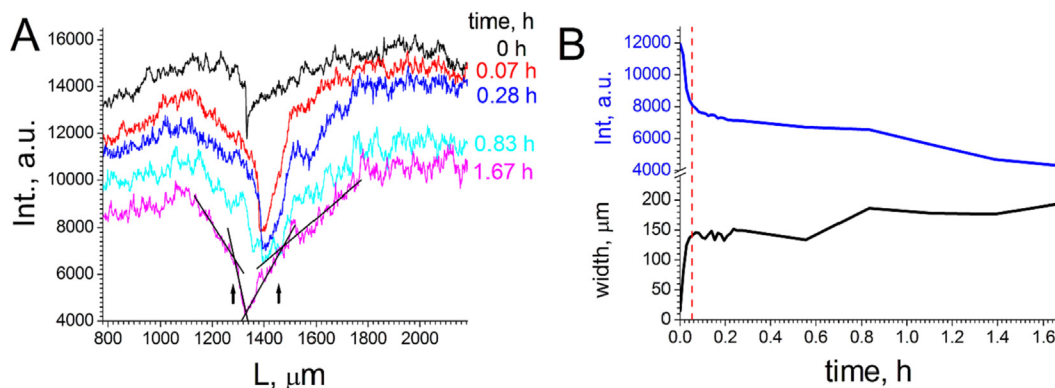 A
Int., a.u.
16000
14000
12000
10000
8000
6000
4000
800 1000 1200 1400 1600 1800 2000
L, μm
time, h
0 h
0.07 h
0.28 h
0.83 h
1.67 h
B
Int, a.u.
12000
10000
8000
6000
4000
width, μm
200
150
100
50
0
0.0 0.2 0.4 0.6 0.8 1.0 1.2 1.4 1.6
time, h